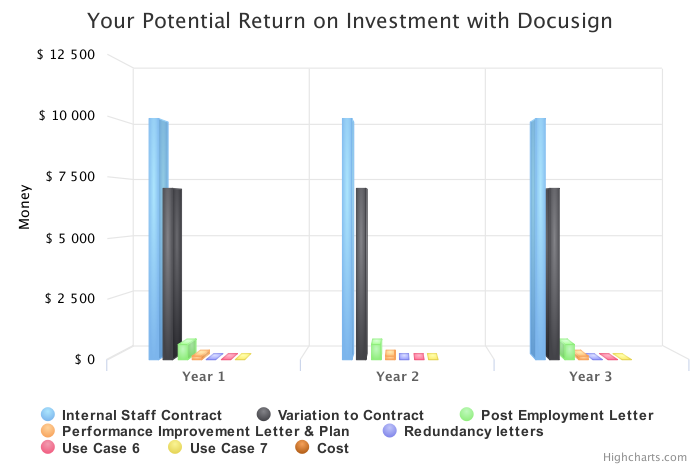 Your Potential Return on Investment with Docusign
$ 12 500
$ 10 000
$ 7 500
$ 5 000
$ 2 500
$ 0
Money
Year 1 Year 2 Year 3
Internal Staff Contract Variation to Contract Post Employment Letter
Performance Improvement Letter & Plan Redundancy letters
Use Case 6 Use Case 7 Cost
Highcharts.com